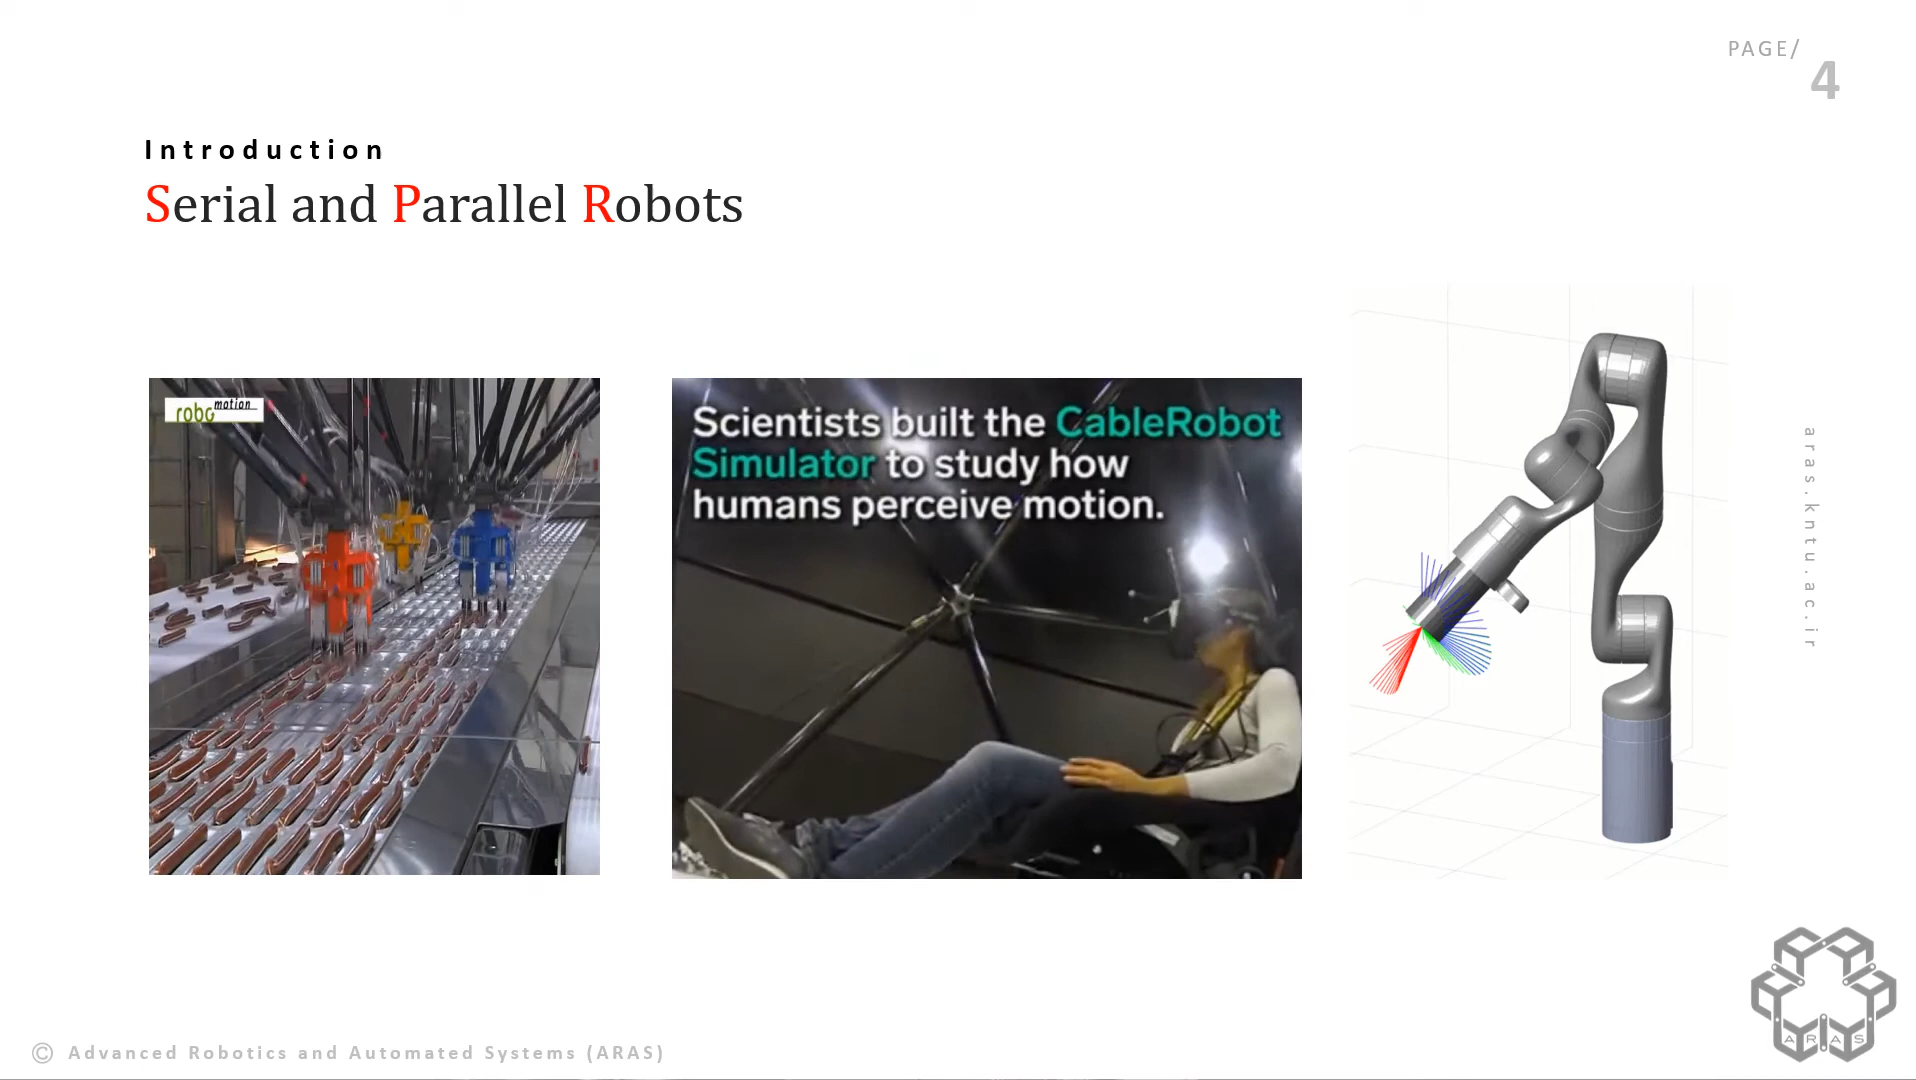 PAGE/
4
Introduction
Serial and Parallel Robots
robomotion
Scientists built the CableRobot
Simulator to study how
humans perceive motion.
aras.kntu.ac.ir
ARAS
© Advanced Robotics and Automated Systems (ARAS)